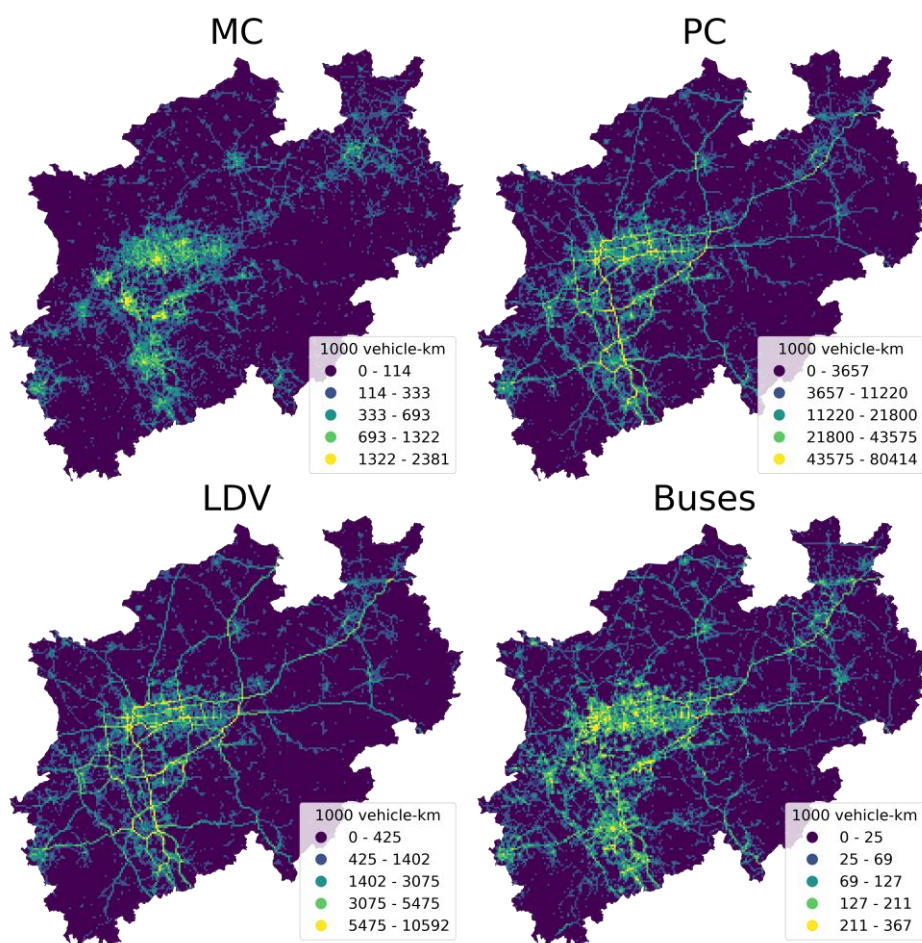 MC
PC
1000 vehicle-km
0 - 114
114 - 333
333 - 693
693 - 1322
1322 - 2381
1000 vehicle-km
0 - 3657
3657 - 11220
11220 - 21800
21800 - 43575
43575 - 80414
LDV
Buses
1000 vehicle-km
0 - 425
425 - 1402
1402 - 3075
3075 - 5475
5475 - 10592
1000 vehicle-km
0 - 25
25 - 69
69 - 127
127 - 211
211 - 367